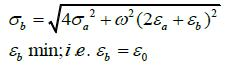 σ_b = √(4σ_a² + ω²(2ε_a + ε_b)²)
ε_b min; i e. ε_b = ε_0